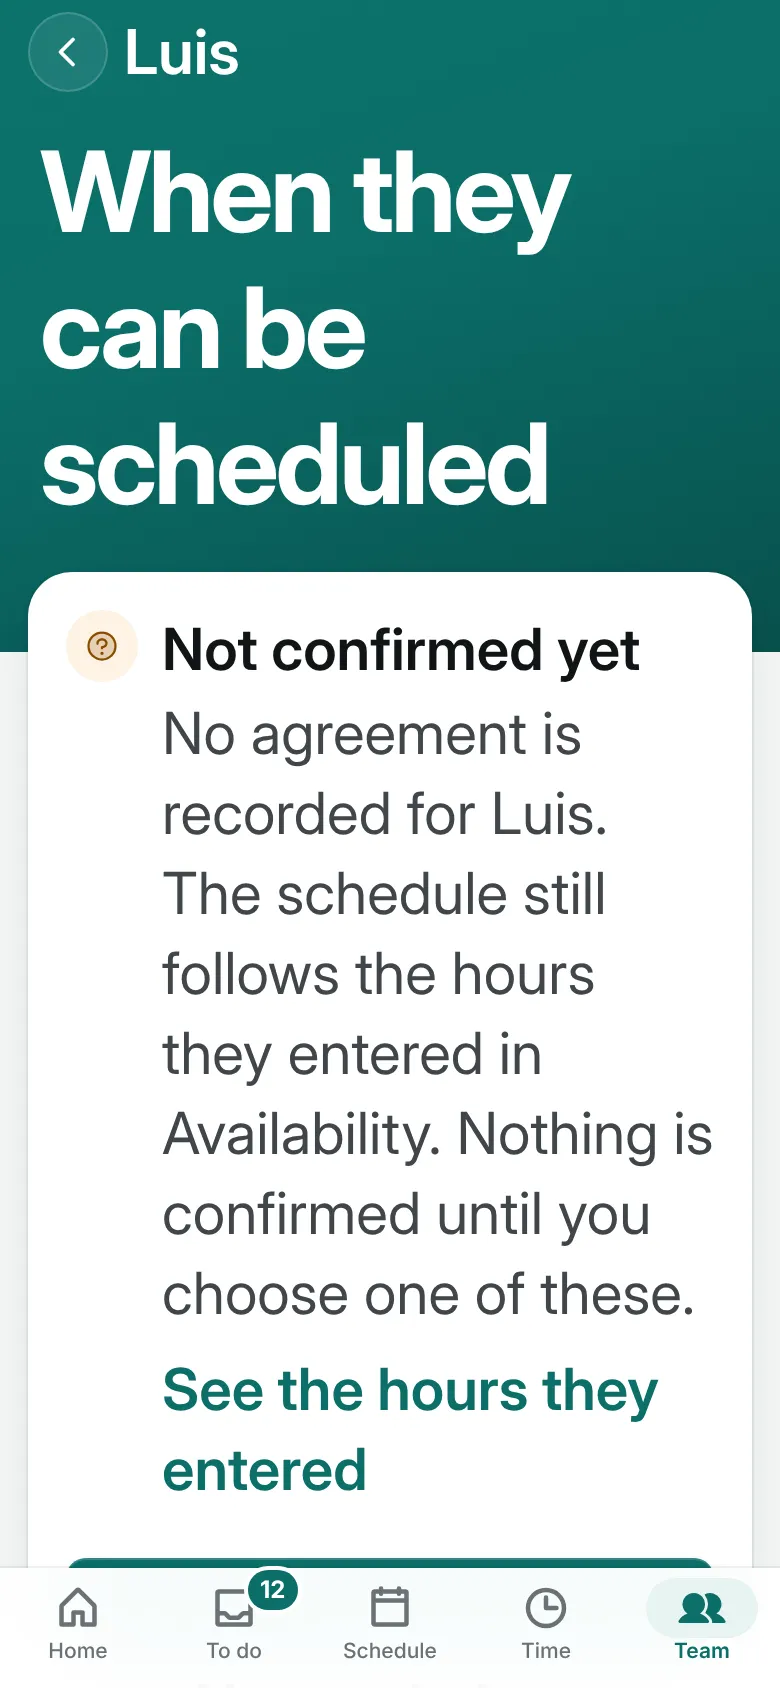 Luis
When they
can be
scheduled
Not confirmed yet
No agreement is
recorded for Luis.
The schedule still
follows the hours
they entered in
Availability. Nothing is
confirmed until you
choose one of these.
See the hours they
entered
12
Home
To do
Schedule
Time
Team